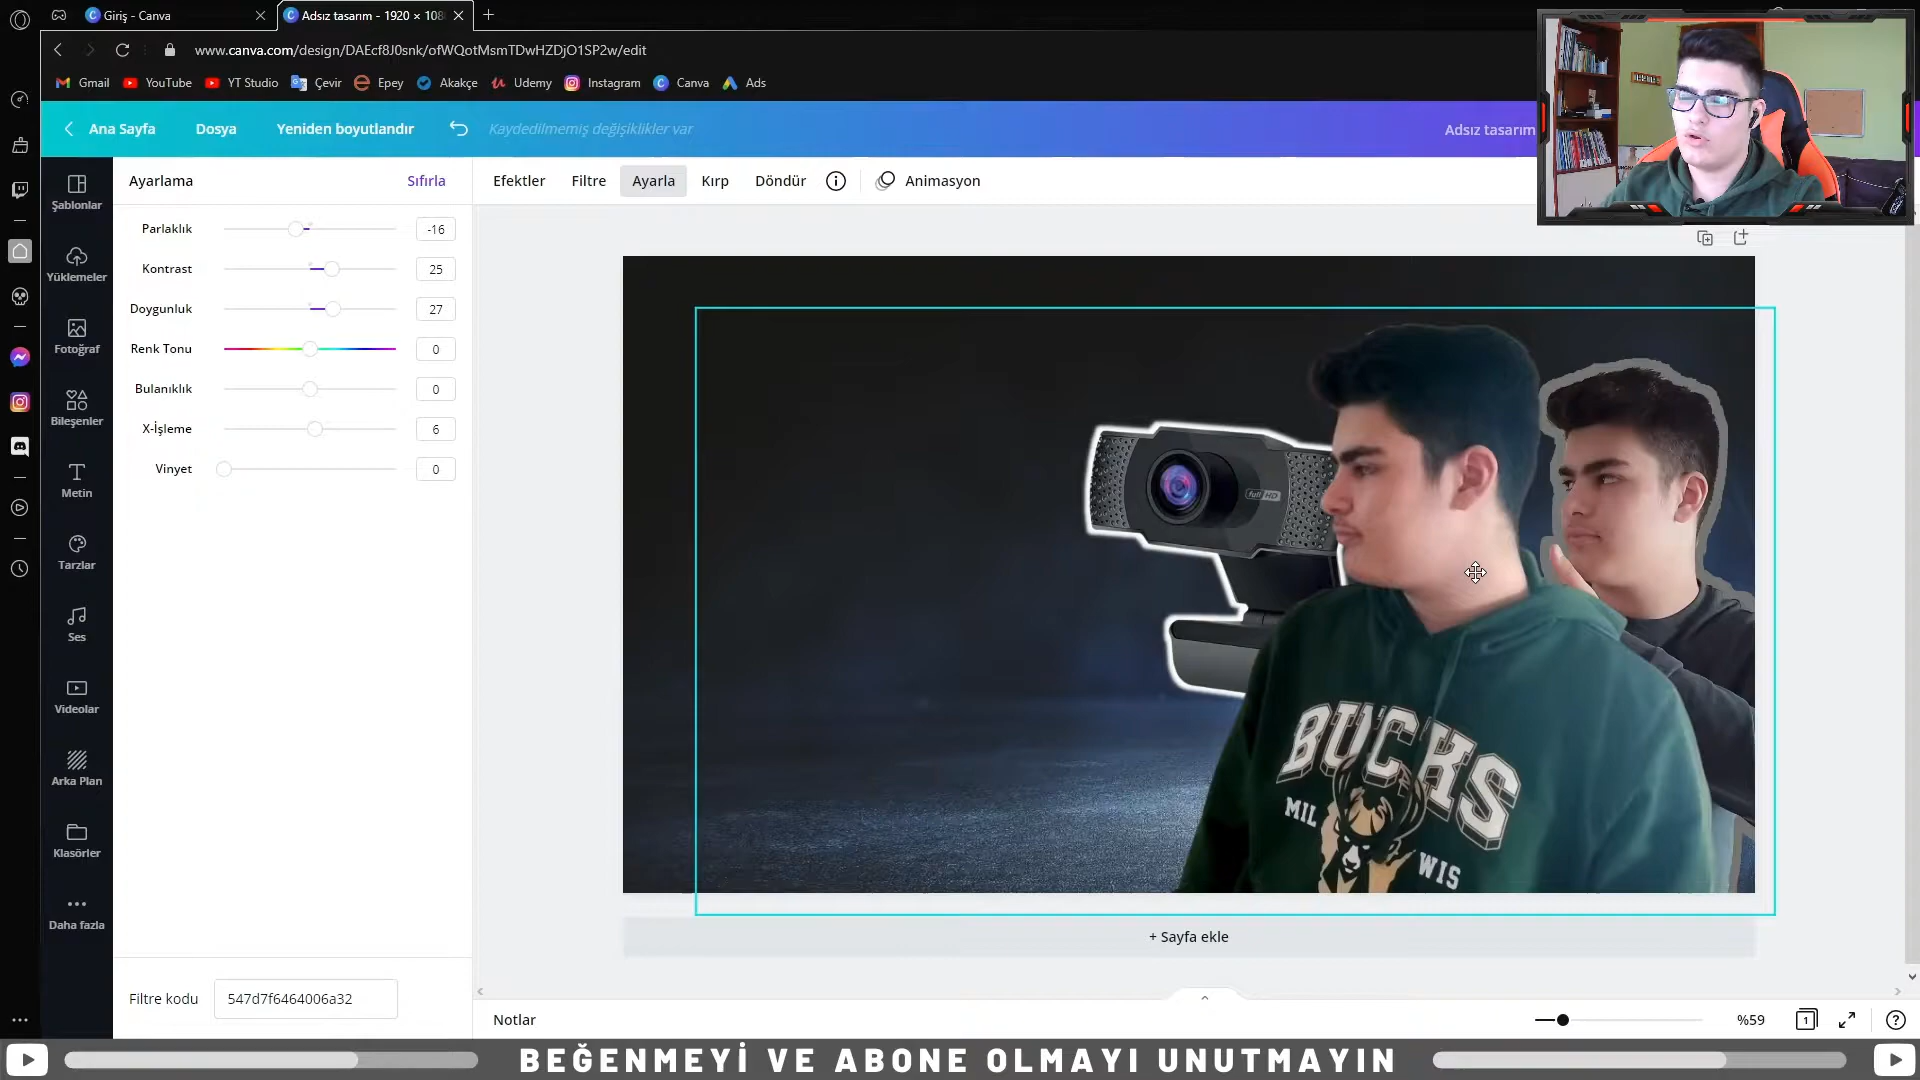 Giriş - Canva
Adsız tasarım - 1920 × 108
www.canva.com/design/DAEcf8J0snk/ofWQotMsmTDwHZDjO1SP2w/edit
Gmail YouTube YT Studio Çevir Epey Akakçe Udemy Instagram Canva Ads
Ana Sayfa Dosya Yeniden boyutlandır Kaydedilmemiş değişiklikler var Adsız tasarım
Ayarlama Sıfırla
Efektler Filtre Ayarla Kırp Döndür Animasyon
Parlaklık -16
Kontrast 25
Doygunluk 27
Renk Tonu 0
Bulanıklık 0
X-İşleme 6
Vinyet 0
Şablonlar
Yüklemeler
Fotoğraf
Bileşenler
Metin
Tarzlar
Ses
Videolar
Arka Plan
Klasörler
Daha fazla
full HD
BUCKS
MIL WIS
+ Sayfa ekle
Filtre kodu 547d7f6464006a32
Notlar
%59
1
BEĞENMEYİ VE ABONE OLMAYI UNUTMAYIN